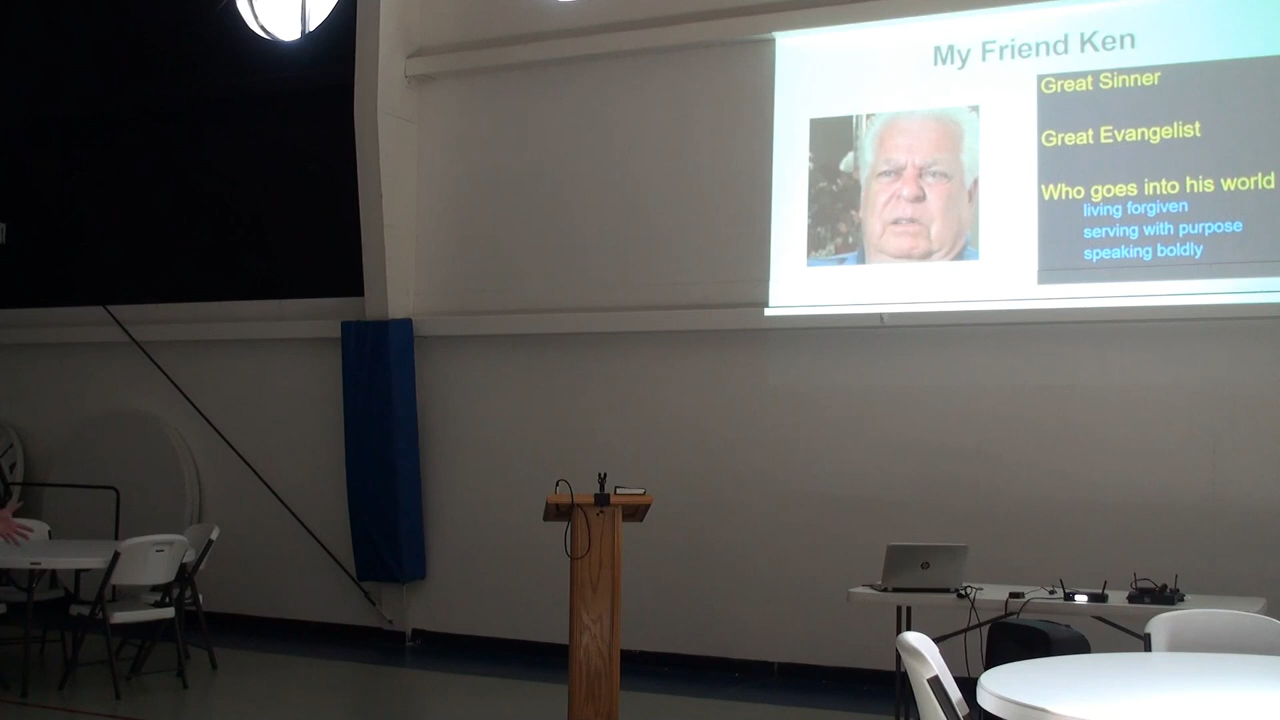 My Friend Ken
Great Sinner
Great Evangelist
Who goes into his world
living forgiven
serving with purpose
speaking boldly
hp